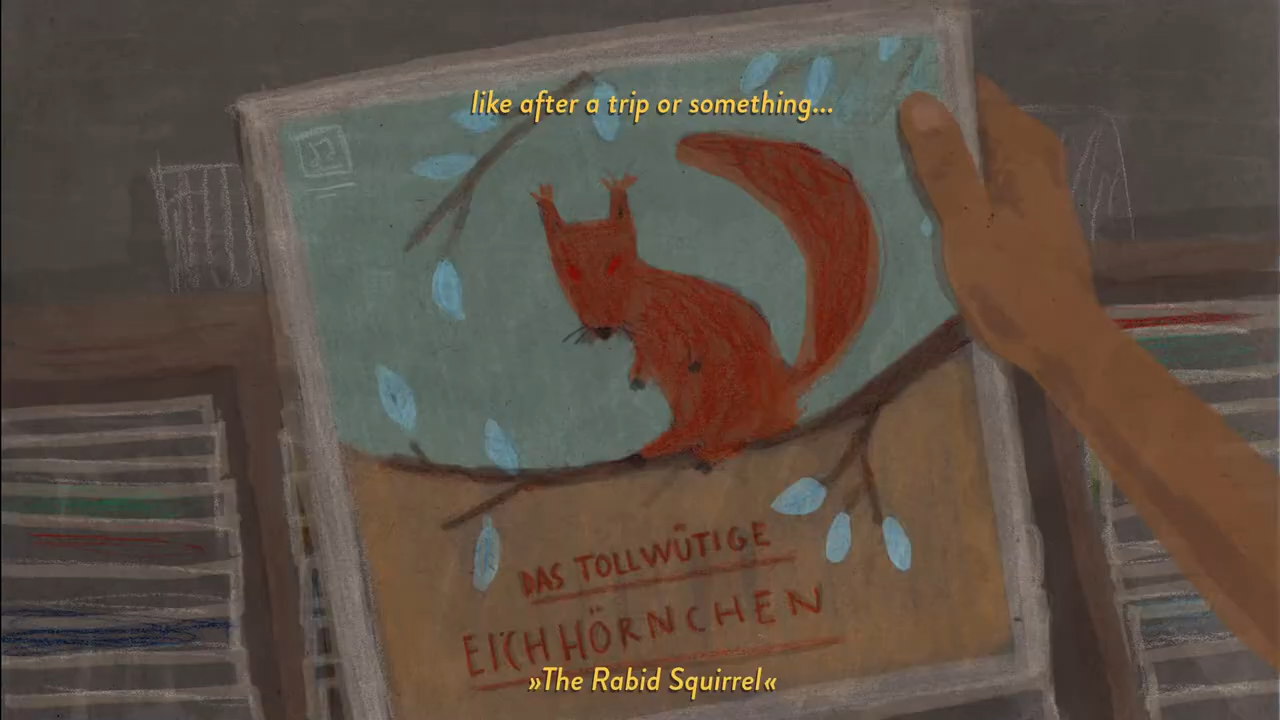 like after a trip or something...
DAS TOLLWÜTIGE
EICHHÖRNCHEN
»The Rabid Squirrel«